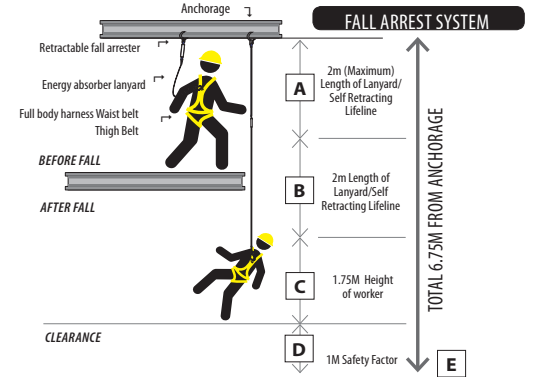 Anchorage
FALL ARREST SYSTEM
Retractable fall arrester
Energy absorber lanyard
Full body harness Waist belt
Thigh Belt
BEFORE FALL
AFTER FALL
CLEARANCE
A
2m (Maximum)
Length of Lanyard/
Self Retracting
Lifeline
B
2m Length of
Lanyard/Self
Retracting Lifeline
C
1.75M Height
of worker
D
1M Safety Factor
TOTAL 6.75M FROM ANCHORAGE
E